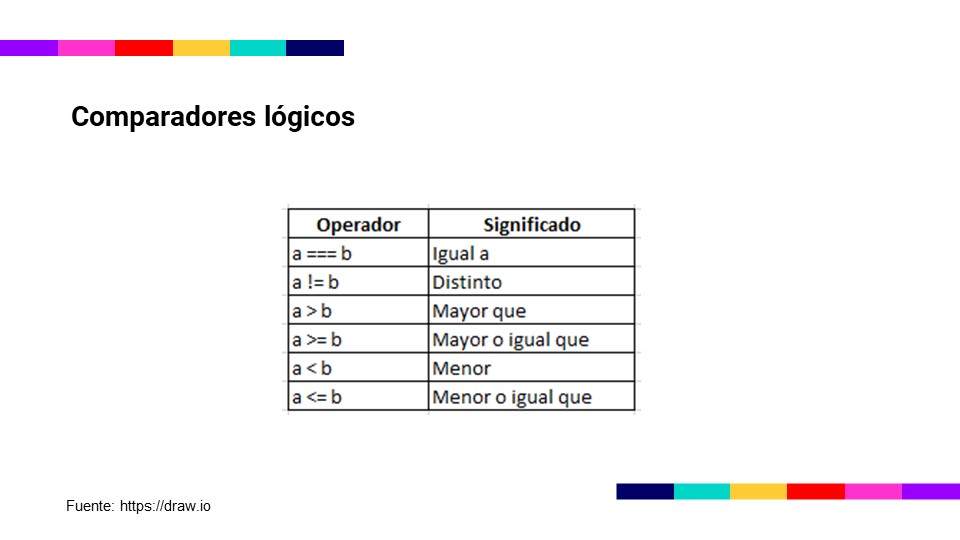 Comparadores lógicos
Operador Significado
a === b Igual a
a != b Distinto
a > b Mayor que
a >= b Mayor o igual que
a < b Menor
a <= b Menor o igual que
Fuente: https://draw.io